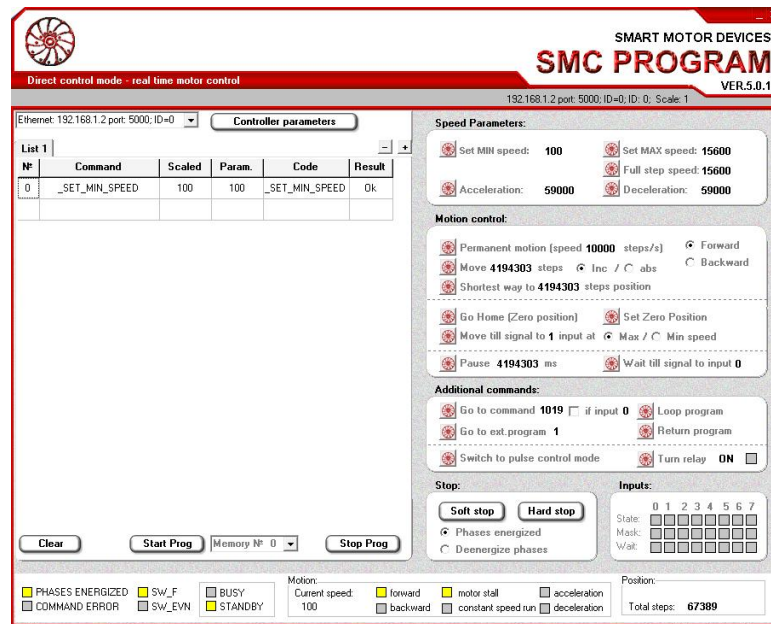 SMART MOTOR DEVICES
SMC PROGRAM
Direct control mode - real time motor control
VER.5.0.1
192.168.1.2 port: 5000; ID=0; ID: 0; Scale: 1
Ethernet: 192.168.1.2 port: 5000; ID=0
Controller parameters
List 1
- +
№ Command Scaled Param. Code Result
0 _SET_MIN_SPEED 100 100 _SET_MIN_SPEED Ok
Clear
Start Prog
Memory № 0
Stop Prog
Speed Parameters:
Set MIN speed: 100 Set MAX speed: 15600
Full step speed: 15600
Acceleration: 59000 Deceleration: 59000
Motion control:
Permanent motion (speed 10000 steps/s) Forward
Move 4194303 steps Inc / abs Backward
Shortest way to 4194303 steps position
Go Home (Zero position) Set Zero Position
Move till signal to 1 input at Max / Min speed
Pause 4194303 ms Wait till signal to input 0
Additional commands:
Go to command 1019 if input 0 Loop program
Go to ext.program 1 Return program
Switch to pulse control mode Turn relay ON
Stop:
Soft stop Hard stop
Phases energized
Deenergize phases
Inputs:
0 1 2 3 4 5 6 7
State:
Mask:
Wait:
PHASES ENERGIZED SW_F BUSY
COMMAND ERROR SW_EVN STANDBY
Motion:
Current speed: forward motor stall acceleration
100 backward constant speed run deceleration
Position:
Total steps: 67389